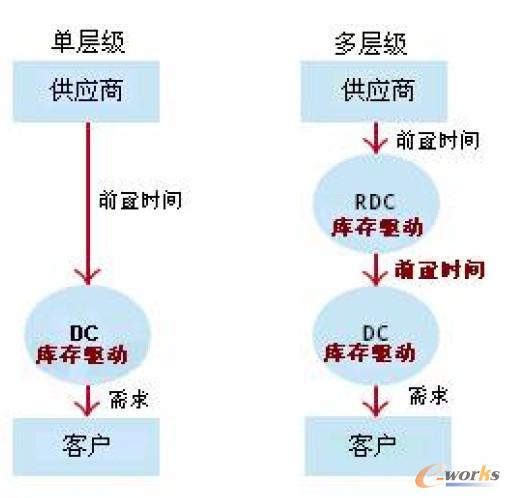 单层级
供应商
前置时间
DC
库存驱动
需求
客户
多层级
供应商
前置时间
RDC
库存驱动
前置时间
DC
库存驱动
需求
客户
e-works